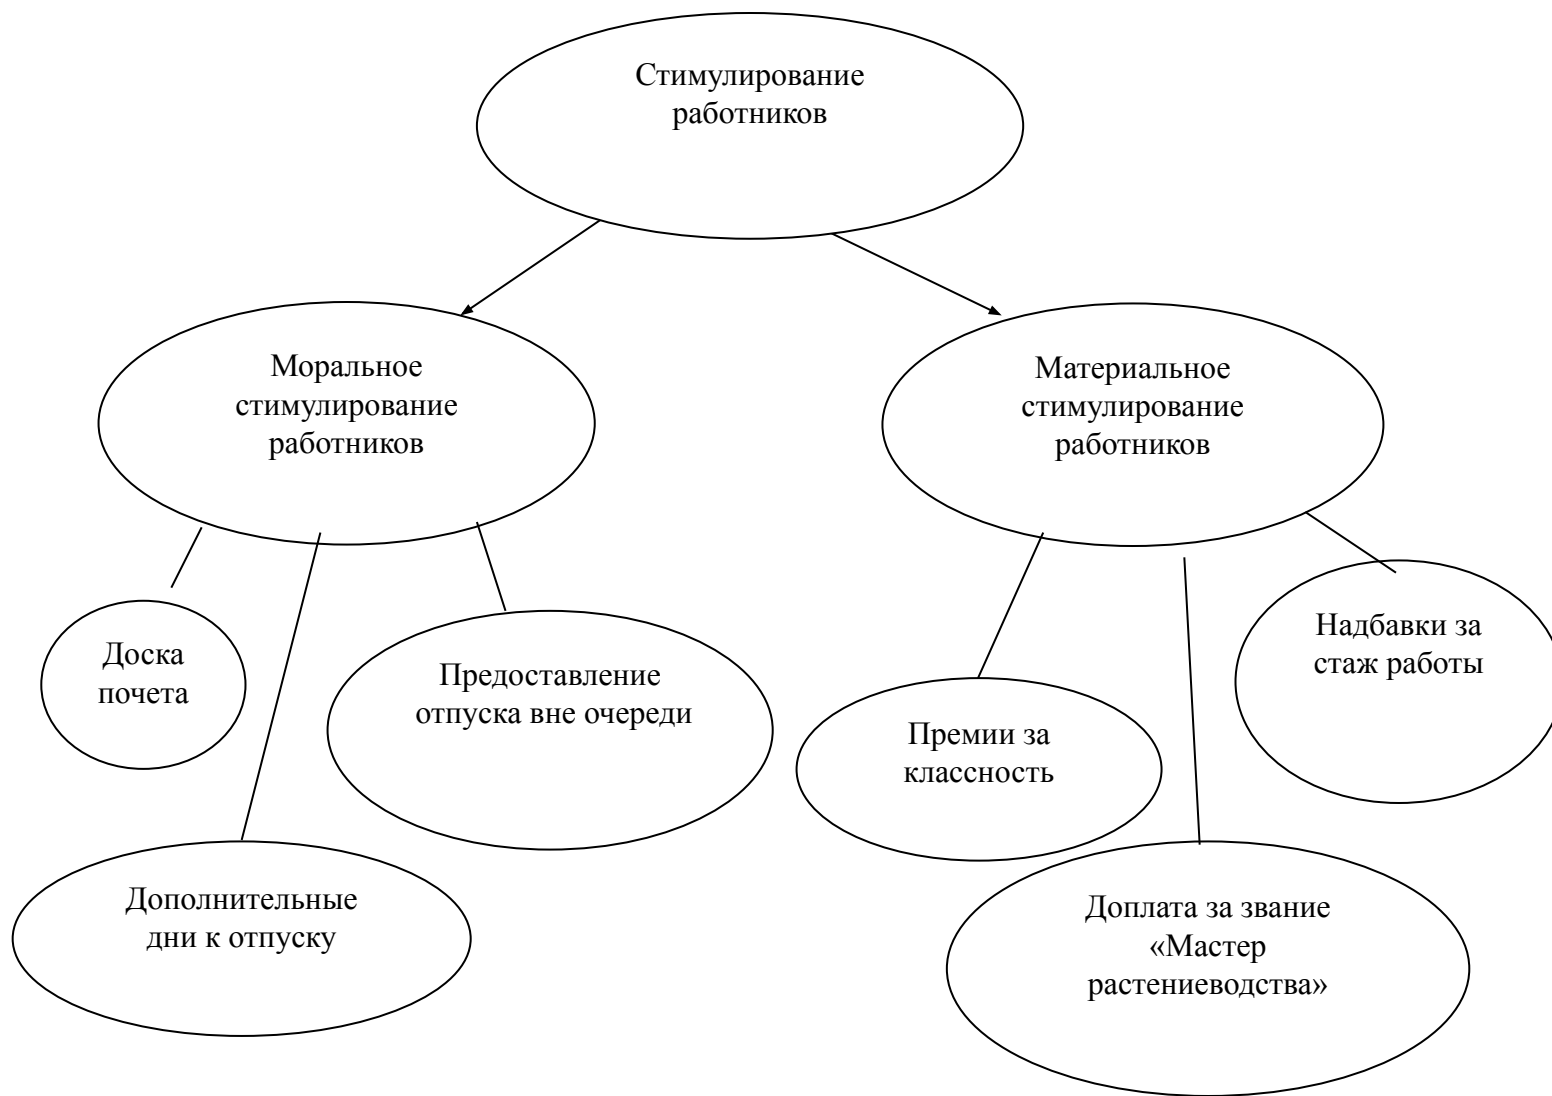 Стимулирование
работников
Моральное
стимулирование
работников
Материальное
стимулирование
работников
Доска
почета
Предоставление
отпуска вне очереди
Премии за
классность
Надбавки за
стаж работы
Дополнительные
дни к отпуску
Доплата за звание
«Мастер
растениеводства»